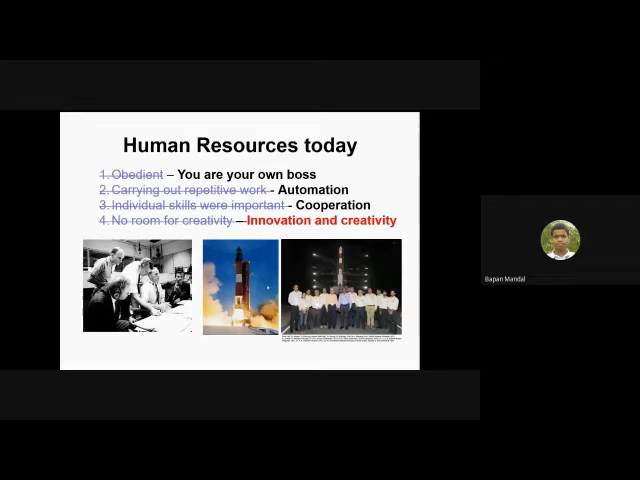 Human Resources today
1. Obedient – You are your own boss
2. Carrying out repetitive work - Automation
3. Individual skills were important - Cooperation
4. No room for creativity – Innovation and creativity
Bapan Mandal